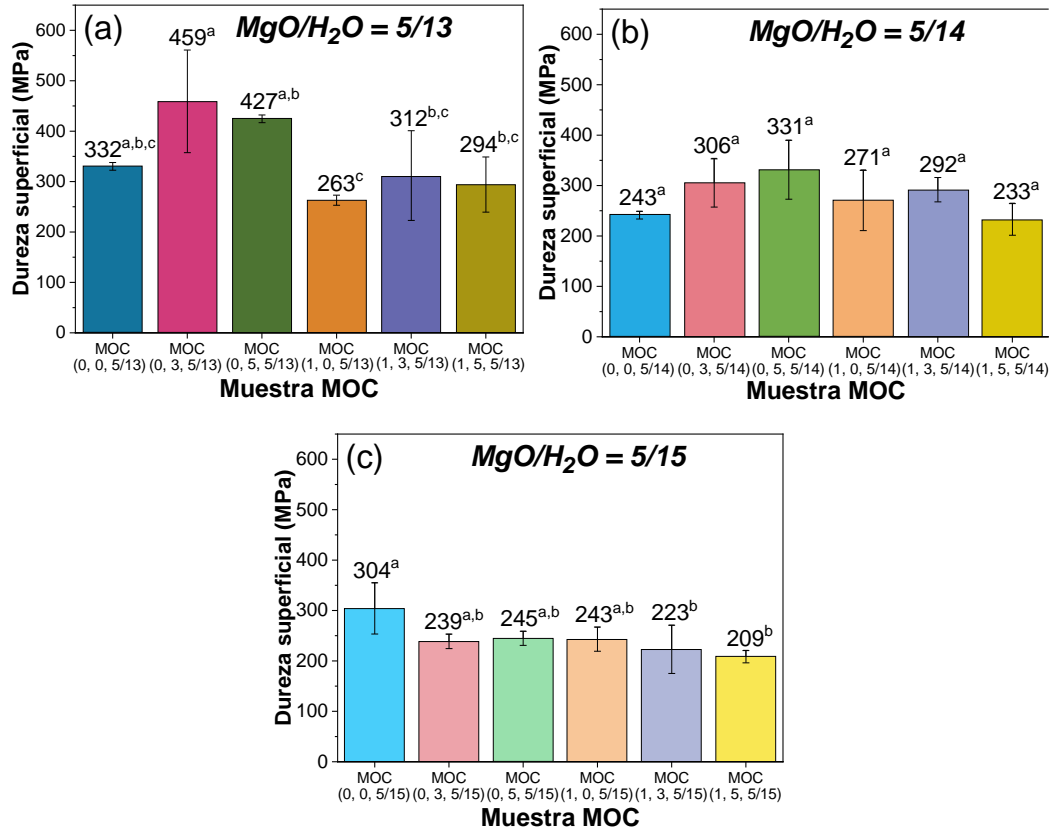 (a)
MgO/H₂O = 5/13
Dureza superficial (MPa)
600
500
400
300
200
100
0
332ᵃ,ᵇ,ᶜ
459ᵃ
427ᵃ,ᵇ
263ᶜ
312ᵇ,ᶜ
294ᵇ,ᶜ
MOC MOC MOC MOC MOC MOC
(0, 0, 5/13) (0, 3, 5/13) (0, 5, 5/13) (1, 0, 5/13) (1, 3, 5/13) (1, 5, 5/13)
Muestra MOC
(b)
MgO/H₂O = 5/14
Dureza superficial (MPa)
600
500
400
300
200
100
0
243ᵃ
306ᵃ
331ᵃ
271ᵃ
292ᵃ
233ᵃ
MOC MOC MOC MOC MOC MOC
(0, 0, 5/14) (0, 3, 5/14) (0, 5, 5/14) (1, 0, 5/14) (1, 3, 5/14) (1, 5, 5/14)
Muestra MOC
(c)
MgO/H₂O = 5/15
Dureza superficial (MPa)
600
500
400
300
200
100
0
304ᵃ
239ᵃ,ᵇ
245ᵃ,ᵇ
243ᵃ,ᵇ
223ᵇ
209ᵇ
MOC MOC MOC MOC MOC MOC
(0, 0, 5/15) (0, 3, 5/15) (0, 5, 5/15) (1, 0, 5/15) (1, 3, 5/15) (1, 5, 5/15)
Muestra MOC